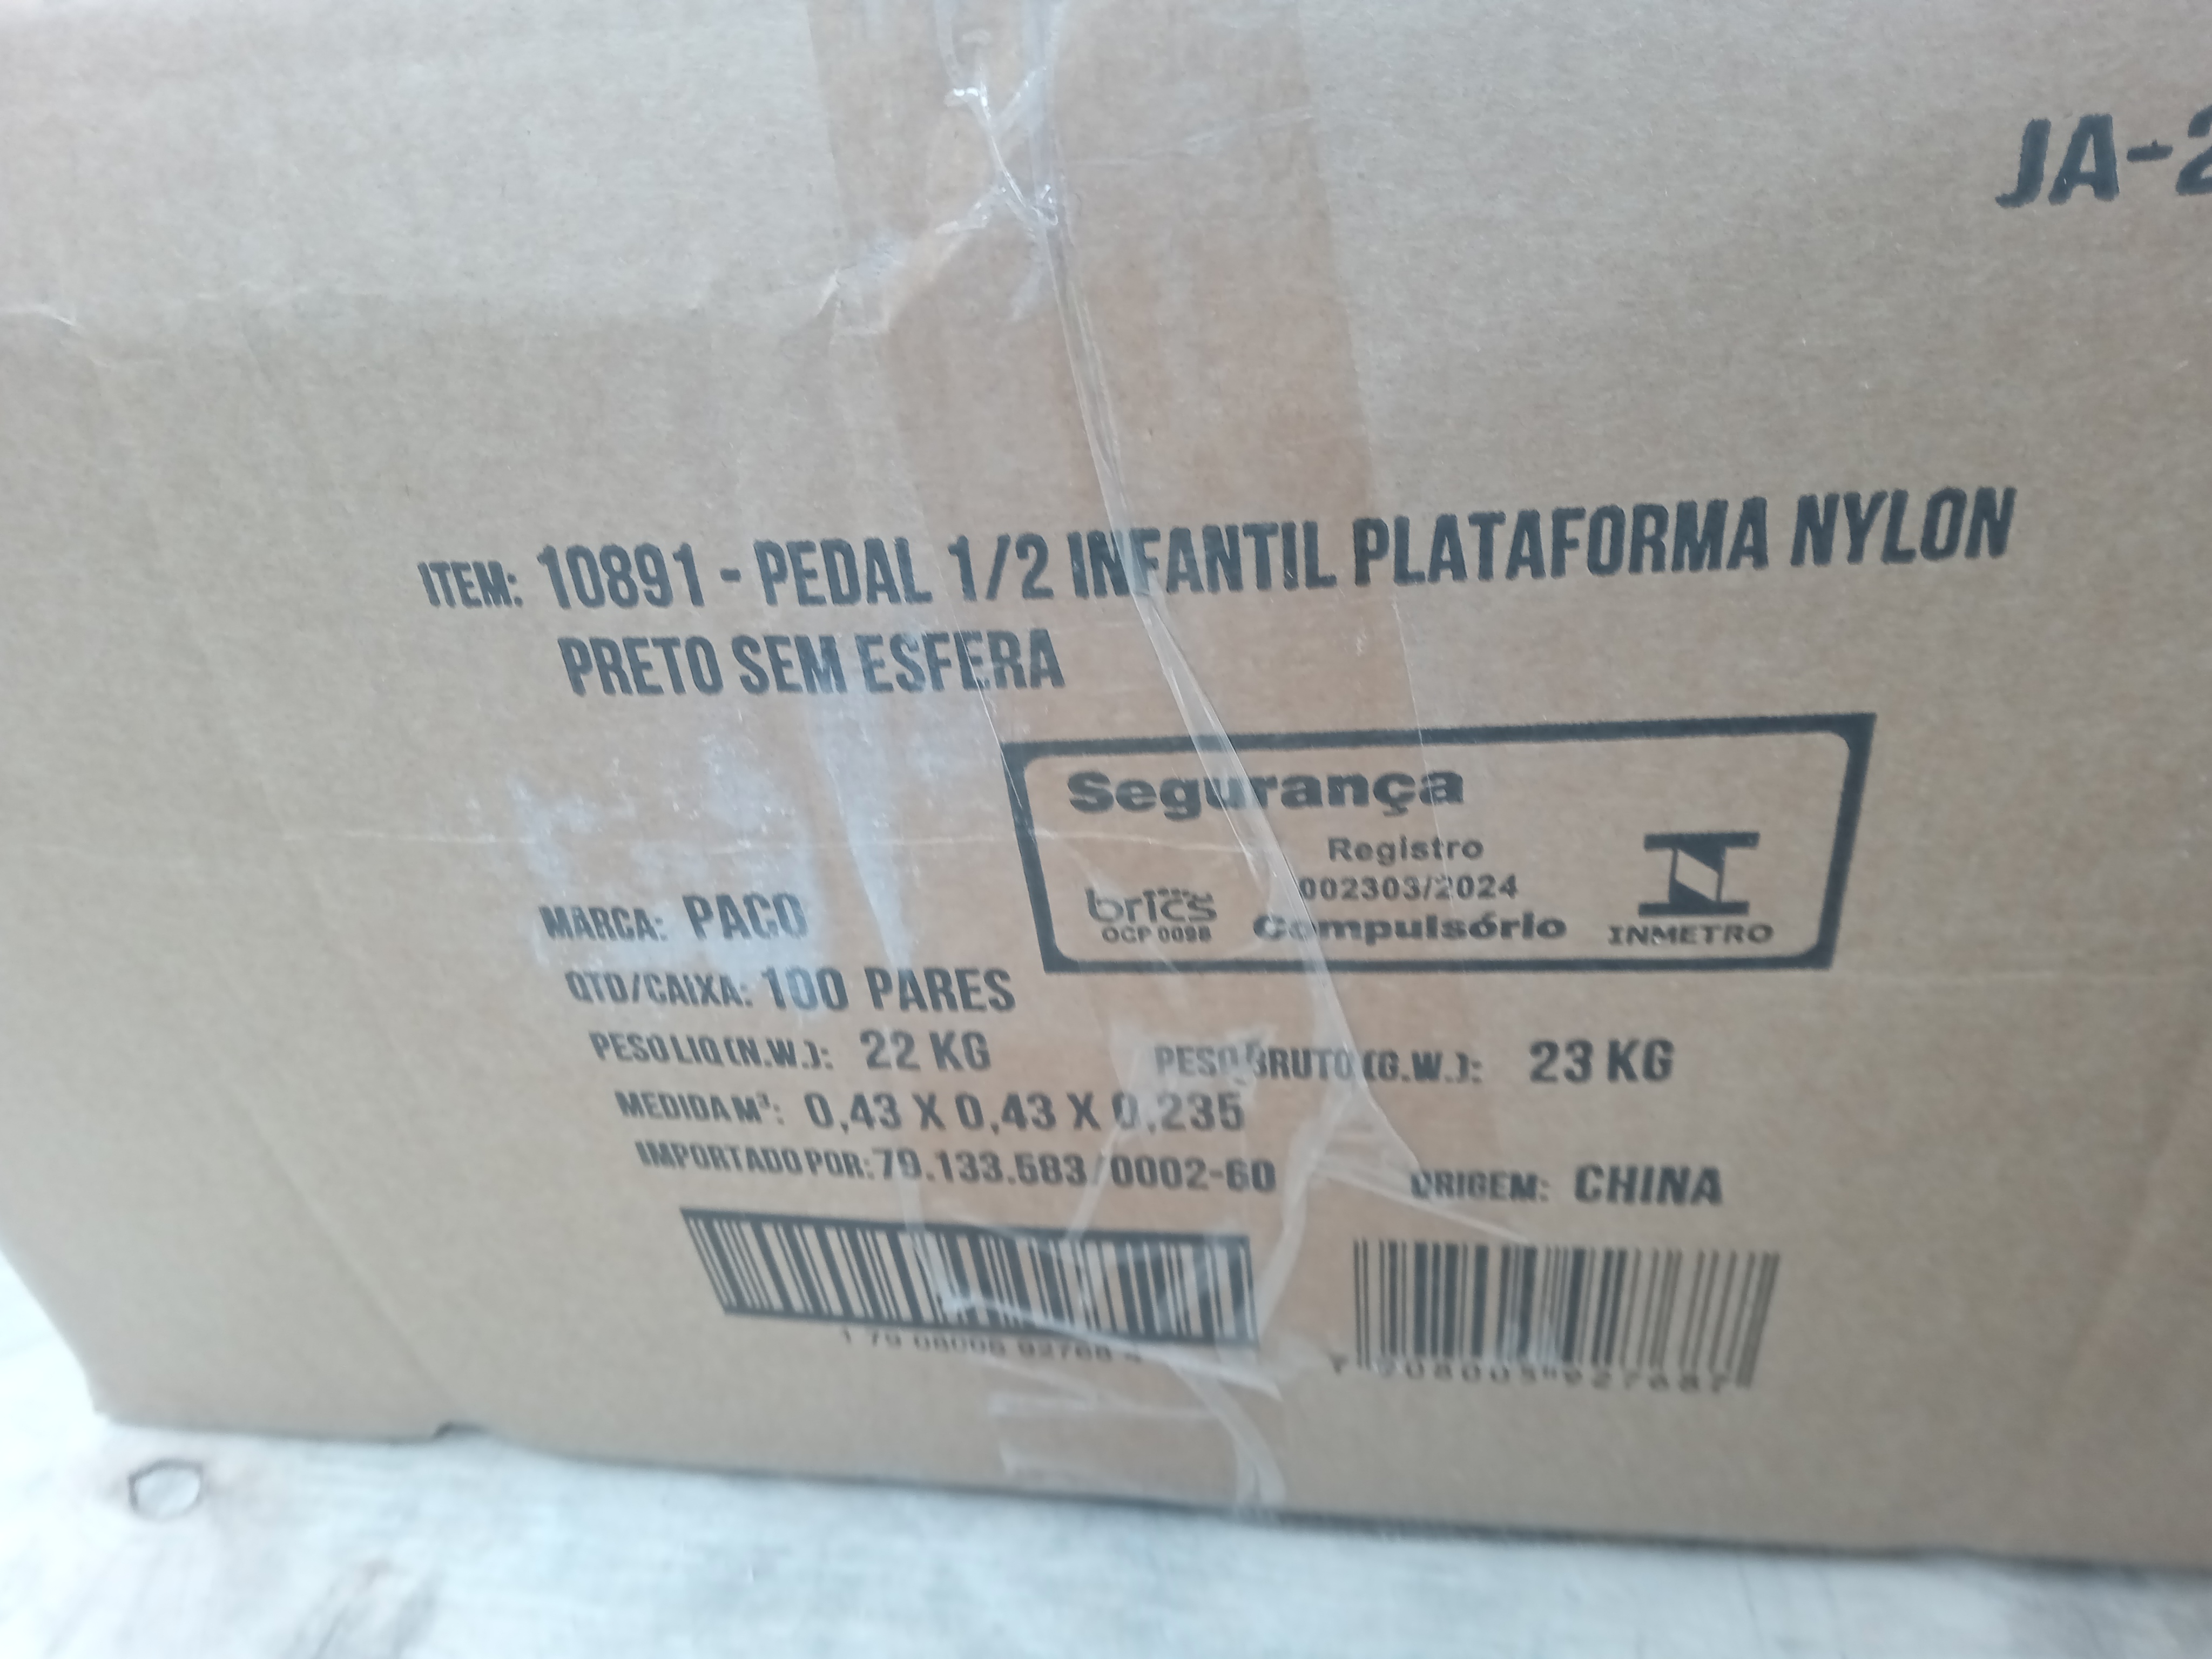 JA-2
ITEM: 10891 - PEDAL 1/2 INFANTIL PLATAFORMA NYLON
PRETO SEM ESFERA
Segurança
Registro
002303/2024
brics
OCP 0098
Compulsório
INMETRO
MARCA: PACO
QTD/CAIXA: 100 PARES
PESO LIQ (N.W.): 22 KG PESO BRUTO (G.W.): 23 KG
MEDIDA M³: 0,43 X 0,43 X 0,235
IMPORTADO POR: 79.133.583/0002-60 ORIGEM: CHINA